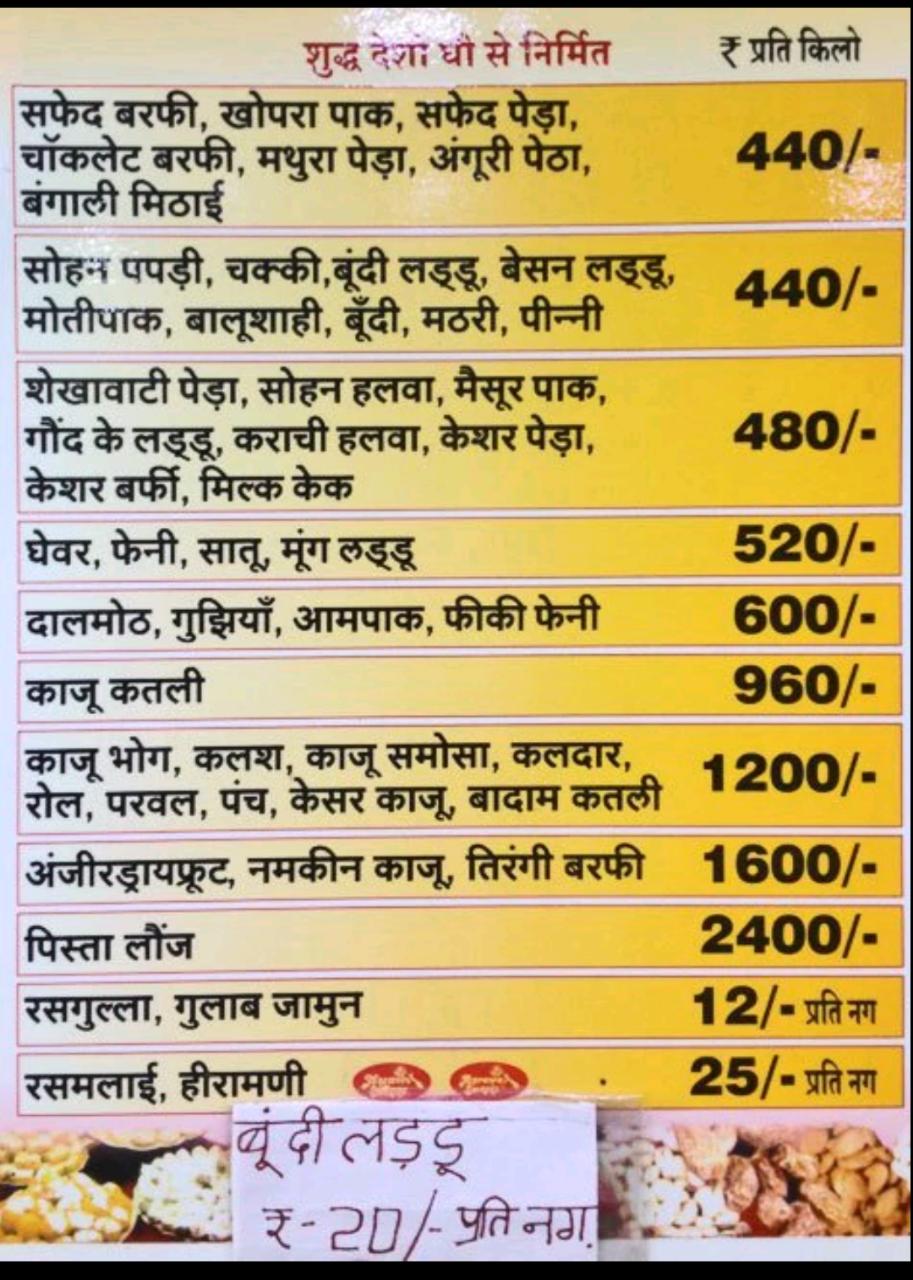 शुद्ध देशी घी से निर्मित ₹ प्रति किलो
सफेद बरफी, खोपरा पाक, सफेद पेड़ा,
चॉकलेट बरफी, मथुरा पेड़ा, अंगूरी पेठा, 440/-
बंगाली मिठाई
सोहन पपड़ी, चक्की,बूंदी लड्डू, बेसन लड्डू, 440/-
मोतीपाक, बालूशाही, बूँदी, मठरी, पीन्नी
शेखावाटी पेड़ा, सोहन हलवा, मैसूर पाक,
गौंद के लड्डू, कराची हलवा, केशर पेड़ा, 480/-
केशर बर्फी, मिल्क केक
घेवर, फेनी, सातू, मूंग लड्डू 520/-
दालमोठ, गुझियाँ, आमपाक, फीकी फेनी 600/-
काजू कतली 960/-
काजू भोग, कलश, काजू समोसा, कलदार, 1200/-
रोल, परवल, पंच, केसर काजू, बादाम कतली
अंजीरड्रायफ्रूट, नमकीन काजू, तिरंगी बरफी 1600/-
पिस्ता लौंज 2400/-
रसगुल्ला, गुलाब जामुन 12/- प्रति नग
रसमलाई, हीरामणी 25/- प्रति नग
बूंदी लड़डू
₹-20/- प्रति नग.